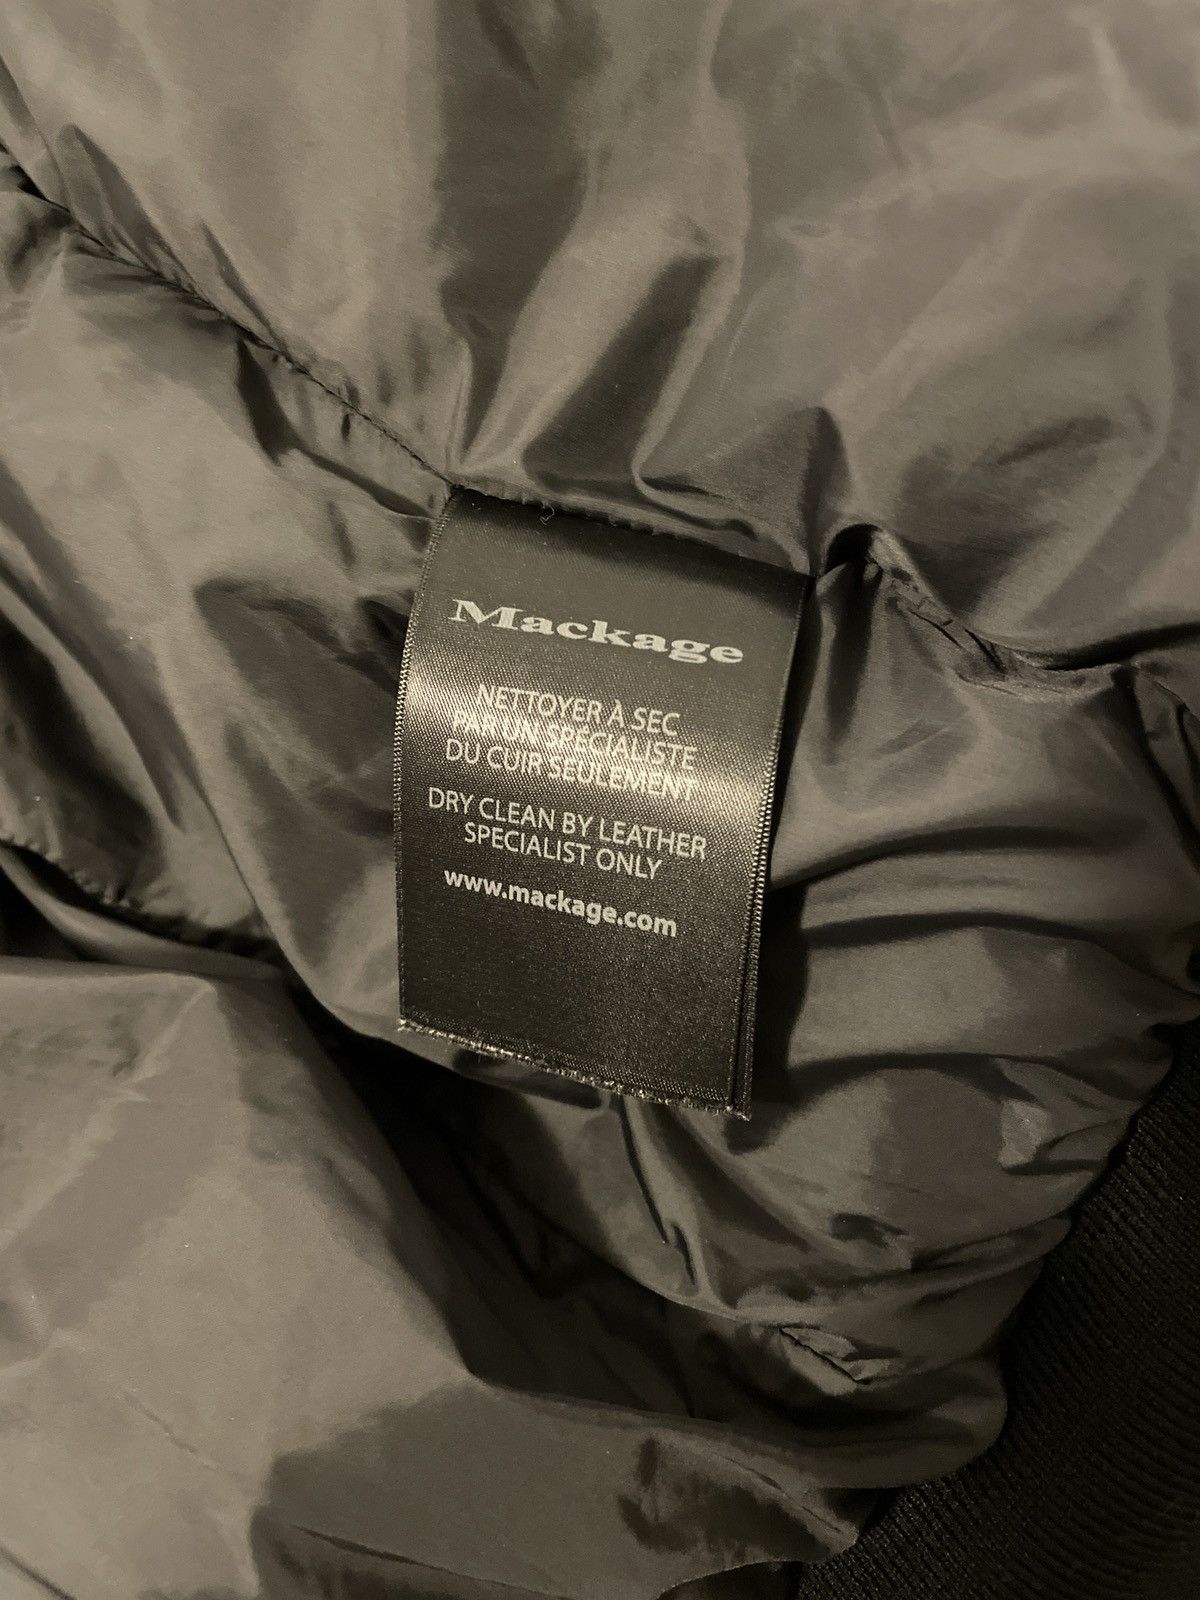 Mackage
NETTOYER À SEC
PAR UN SPÉCIALISTE
DU CUIR SEULEMENT
DRY CLEAN BY LEATHER
SPECIALIST ONLY
www.mackage.com